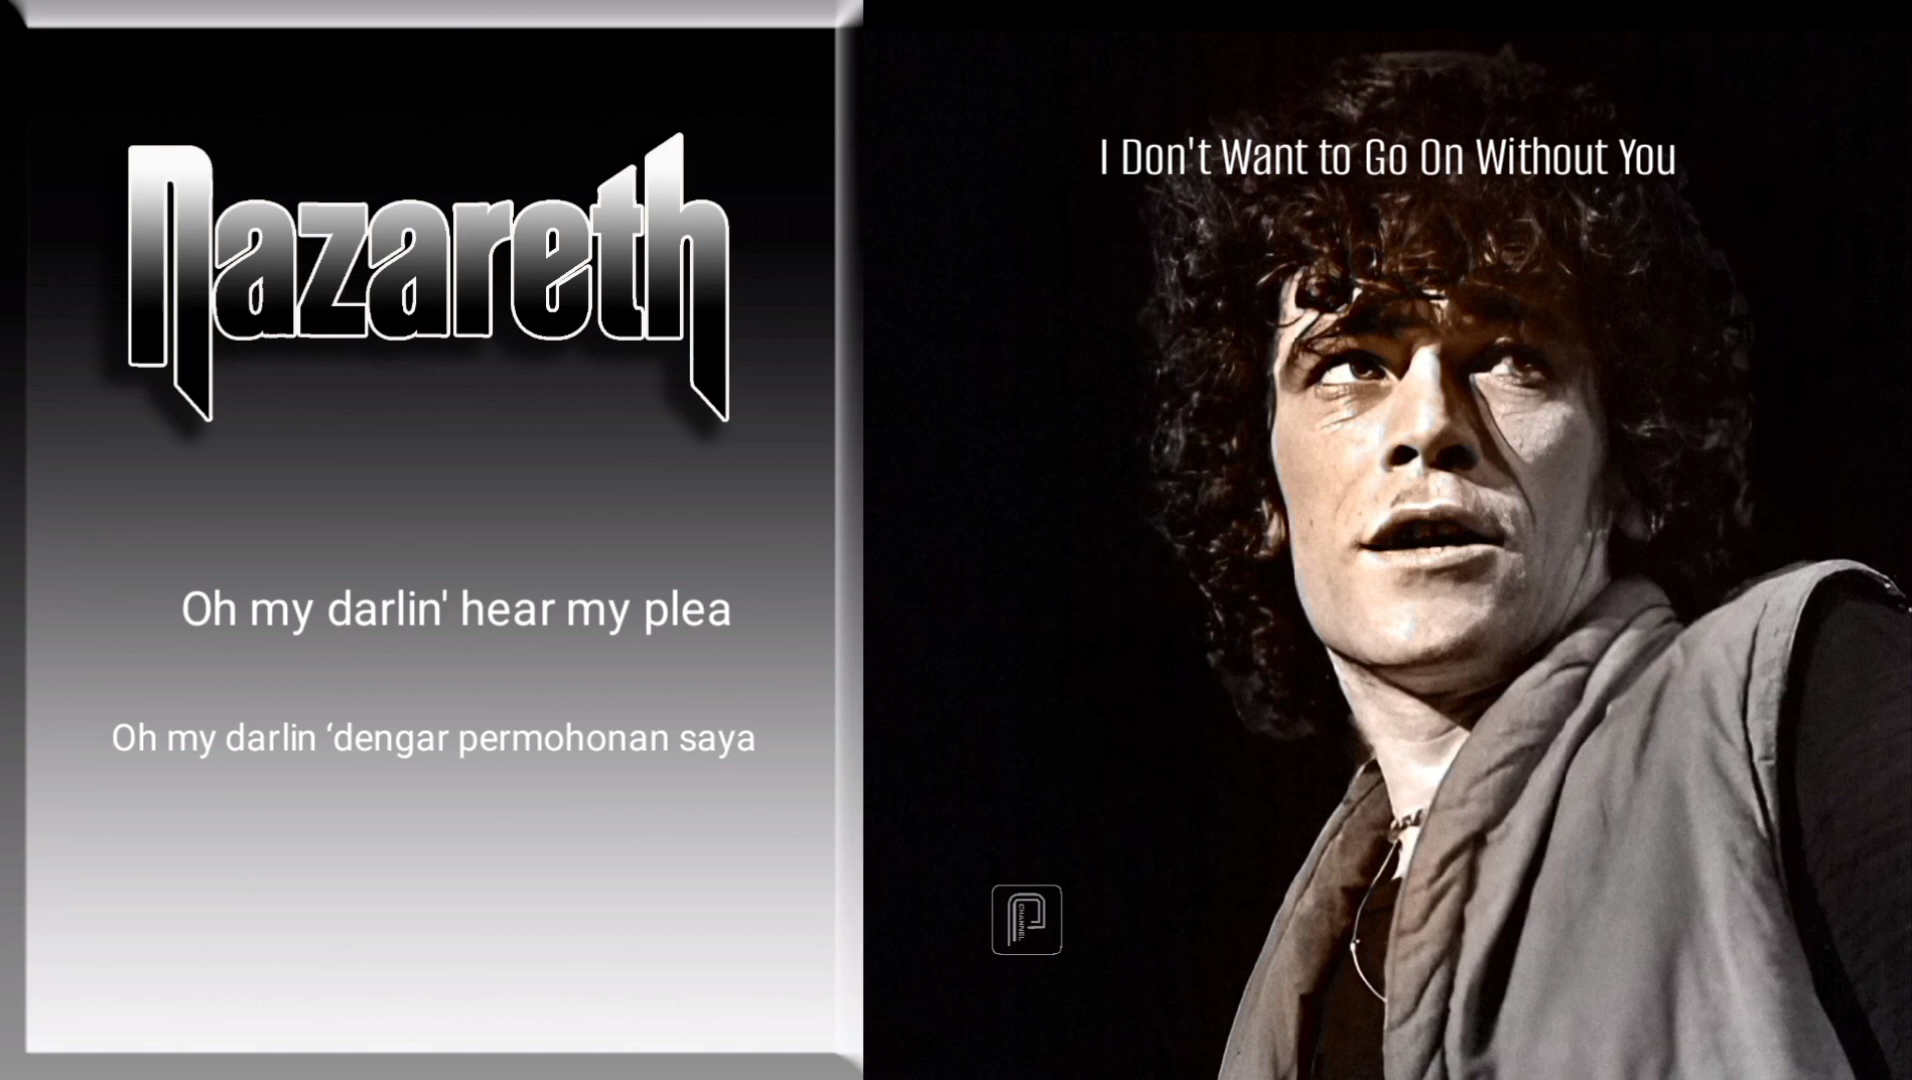 Nazareth
Oh my darlin' hear my plea
Oh my darlin ‘dengar permohonan saya
I Don't Want to Go On Without You
CHANNEL